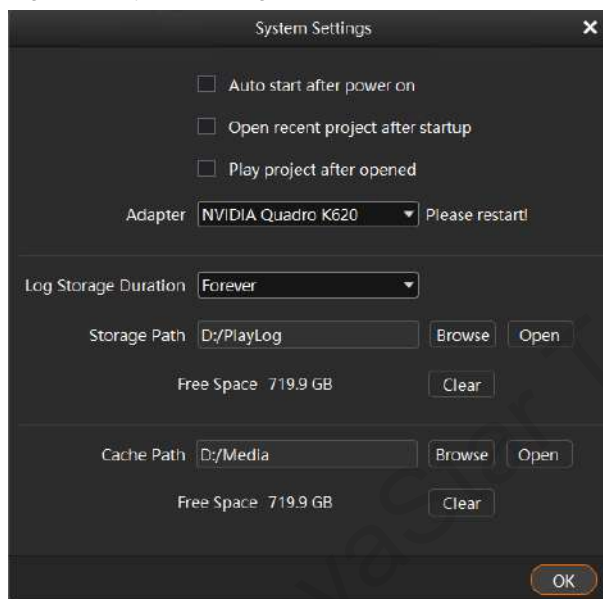 System Settings
Auto start after power on
Open recent project after startup
Play project after opened
Adapter NVIDIA Quadro K620 Please restart!
Log Storage Duration Forever
Storage Path D:/PlayLog Browse Open
Free Space 719.9 GB Clear
Cache Path D:/Media Browse Open
Free Space 719.9 GB Clear
OK